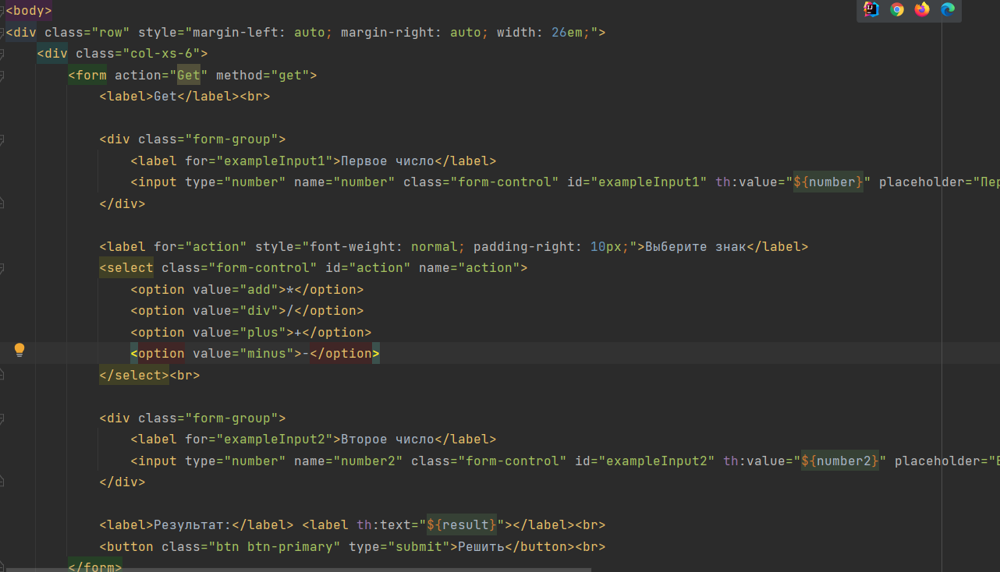 <body>
<div class="row" style="margin-left: auto; margin-right: auto; width: 26em;">
<div class="col-xs-6">
<form action="Get" method="get">
<label>Get</label><br>
<div class="form-group">
<label for="exampleInput1">Первое число</label>
<input type="number" name="number" class="form-control" id="exampleInput1" th:value="${number}" placeholder="Пер
</div>
<label for="action" style="font-weight: normal; padding-right: 10px;">Выберите знак</label>
<select class="form-control" id="action" name="action">
<option value="add">*</option>
<option value="div">/</option>
<option value="plus">+</option>
<option value="minus">-</option>
</select><br>
<div class="form-group">
<label for="exampleInput2">Второе число</label>
<input type="number" name="number2" class="form-control" id="exampleInput2" th:value="${number2}" placeholder="
</div>
<label>Результат:</label> <label th:text="${result}"></label><br>
<button class="btn btn-primary" type="submit">Решить</button><br>
</form>